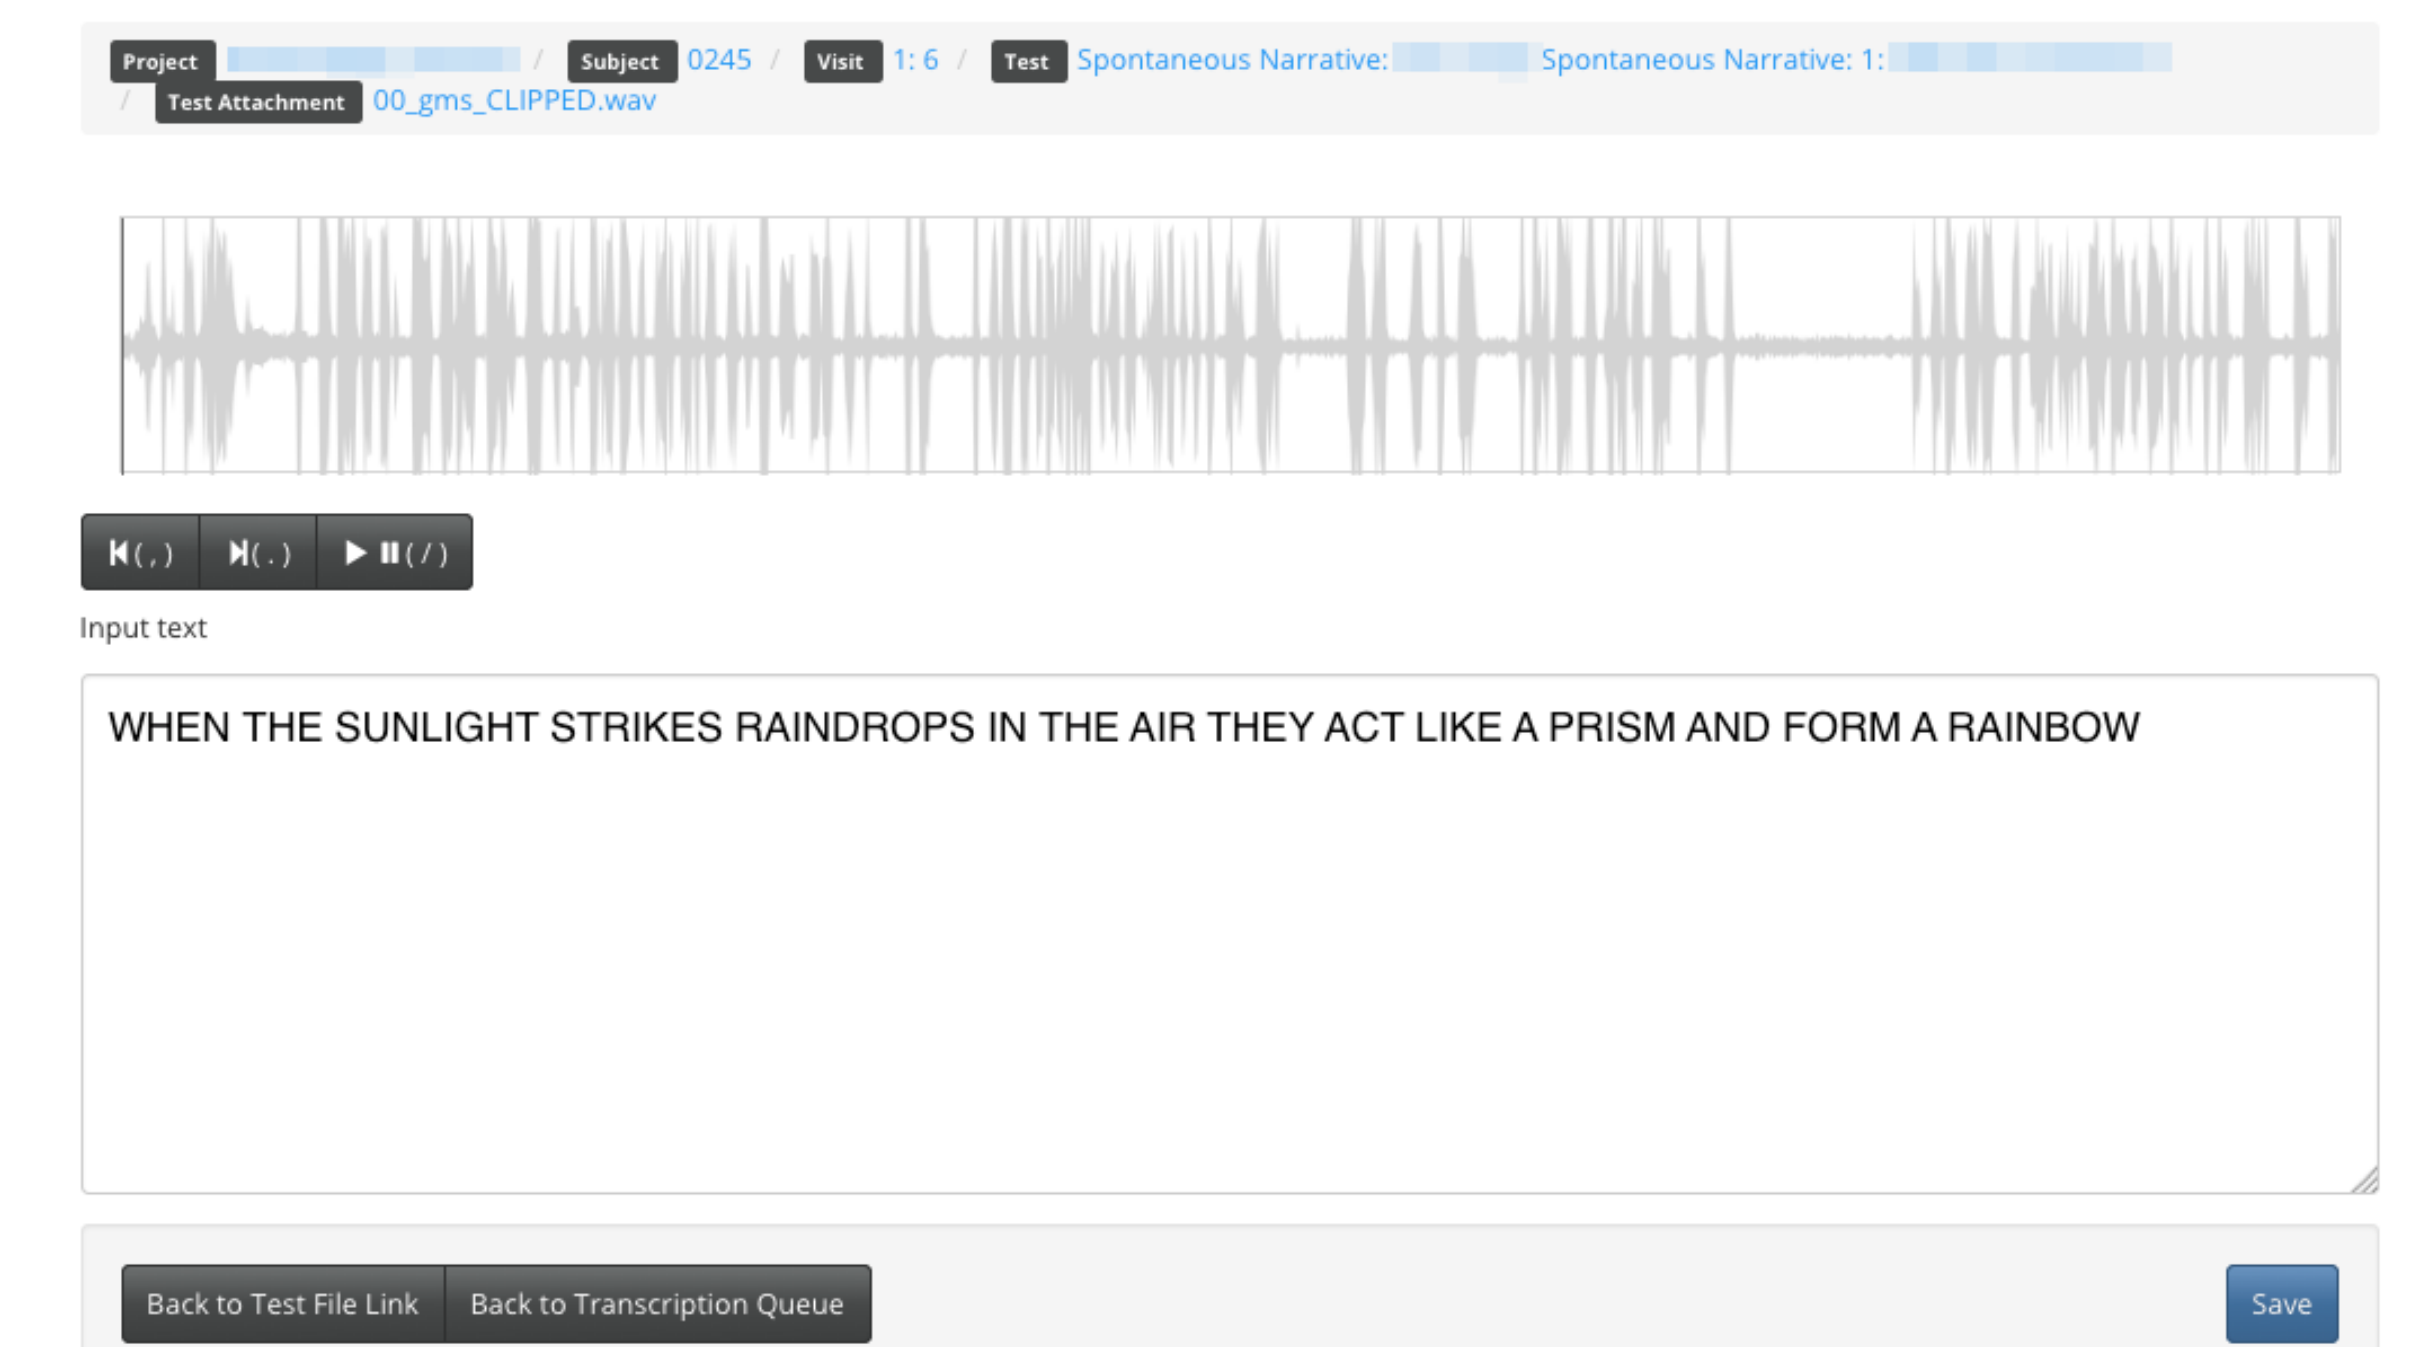 Project / Subject 0245 / Visit 1: 6 / Test Spontaneous Narrative: Spontaneous Narrative: 1:
/ Test Attachment 00_gms_CLIPPED.wav
(,) (.) (/)
Input text
WHEN THE SUNLIGHT STRIKES RAINDROPS IN THE AIR THEY ACT LIKE A PRISM AND FORM A RAINBOW
Back to Test File Link Back to Transcription Queue Save